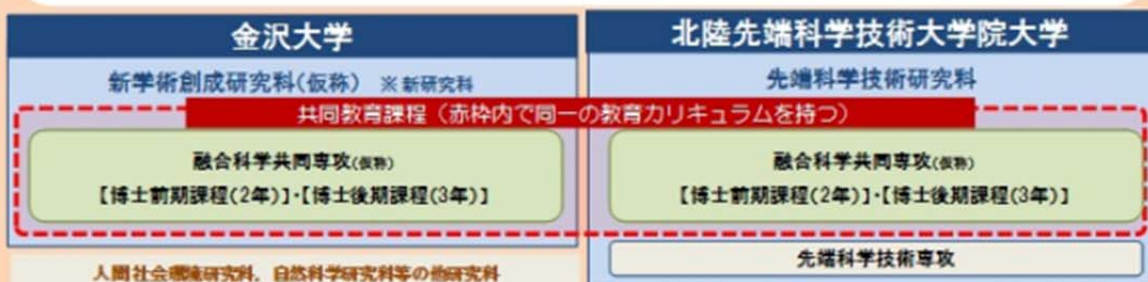 金沢大学
新学術創成研究科(仮称) ※新研究科
北陸先端科学技術大学院大学
先端科学技術研究科
共同教育課程（赤枠内で同一の教育カリキュラムを持つ）
融合科学共同専攻(仮称)
【博士前期課程(2年)】・【博士後期課程(3年)】
融合科学共同専攻(仮称)
【博士前期課程(2年)】・【博士後期課程(3年)】
人間社会環境研究科，自然科学研究科等の他研究科
先端科学技術専攻